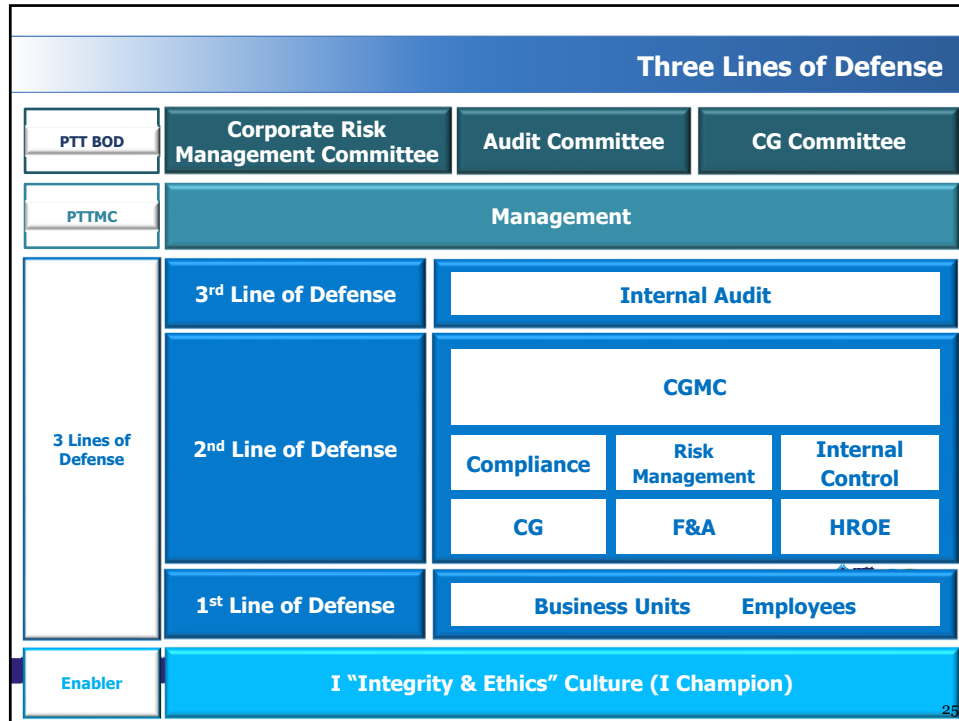 Three Lines of Defense
PTT BOD
Corporate Risk
Management Committee
Audit Committee
CG Committee
PTTMC
Management
3 Lines of
Defense
3rd Line of Defense
Internal Audit
2nd Line of Defense
CGMC
Compliance
Risk
Management
Internal
Control
CG
F&A
HROE
1st Line of Defense
Business Units Employees
Enabler
I “Integrity & Ethics” Culture (I Champion)
25